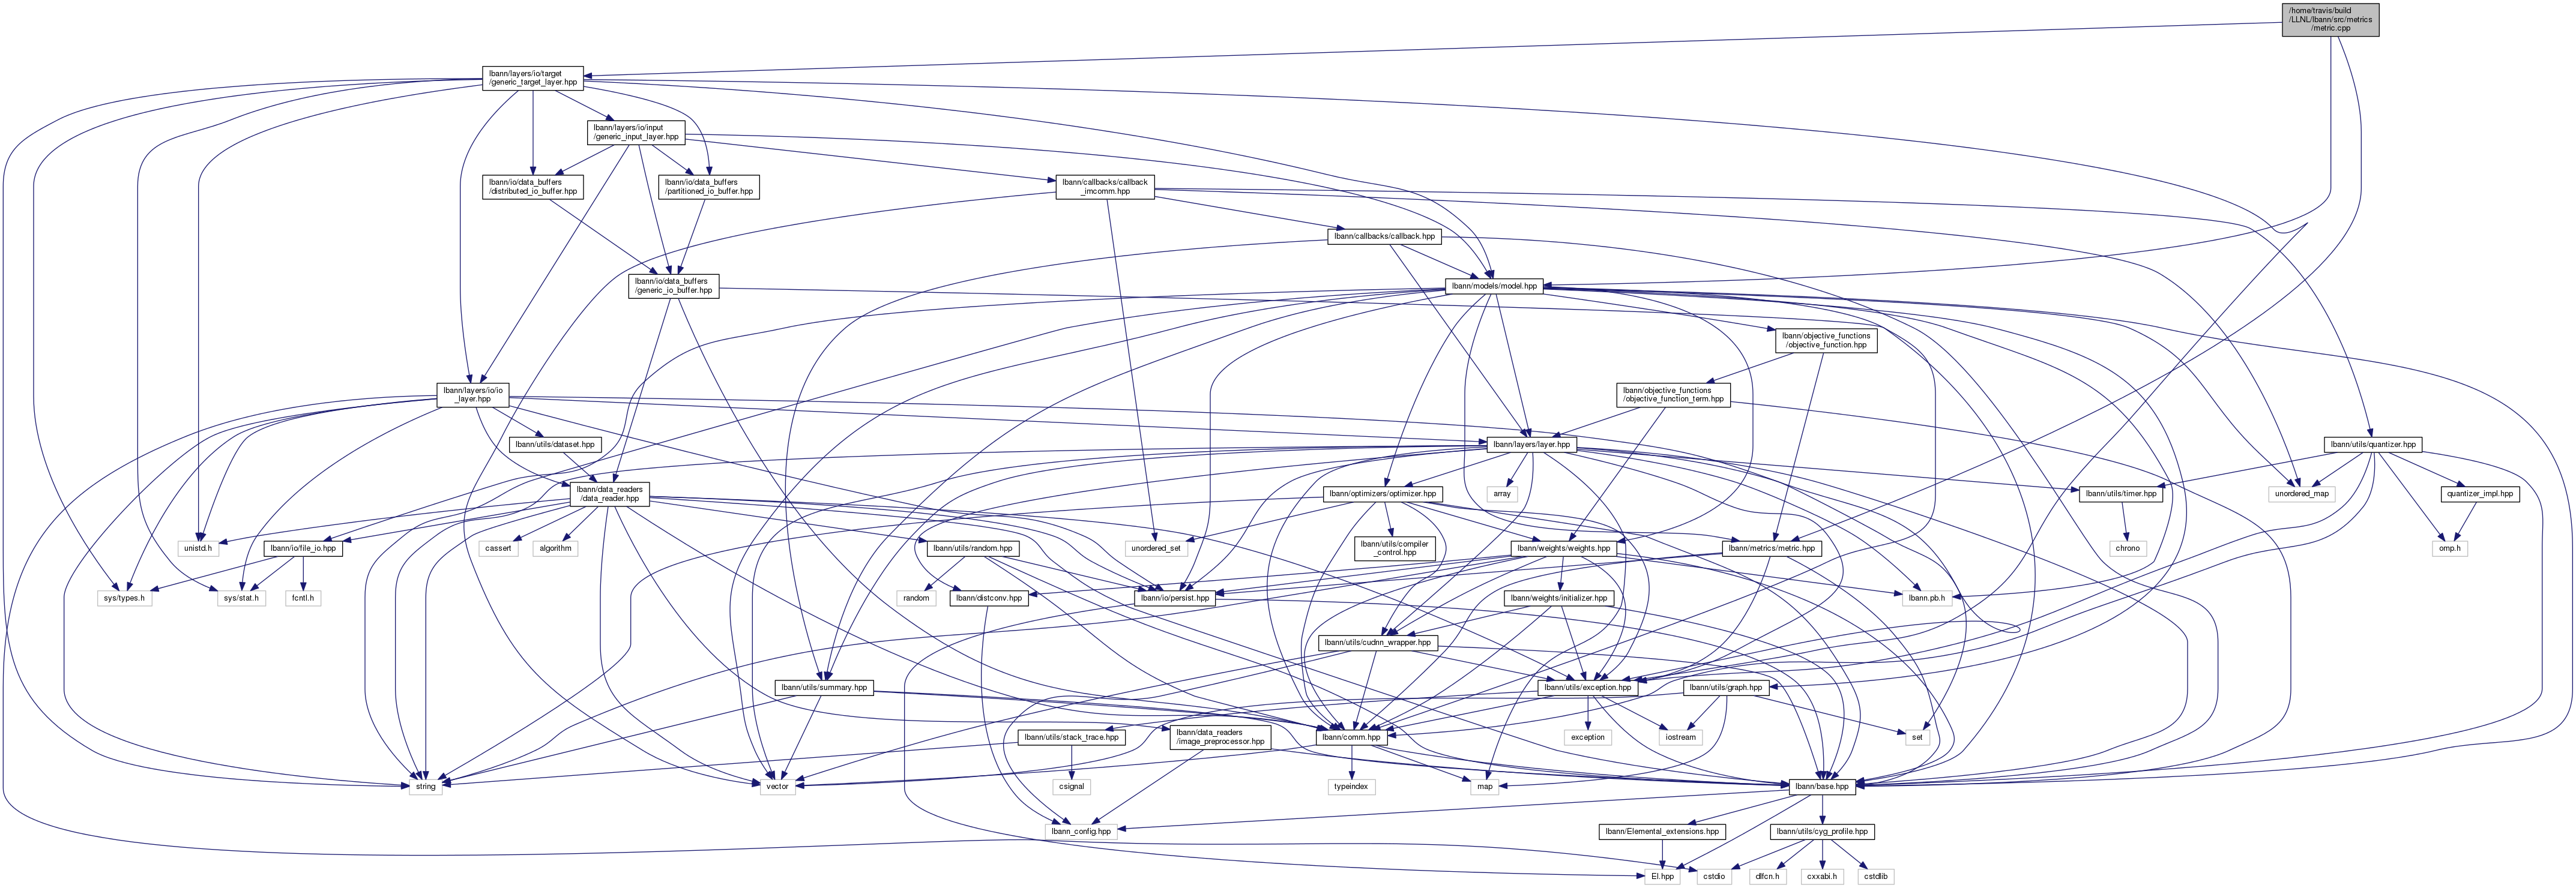 /home/travis/build
/LLNL/lbann/src/metrics
/metric.cpp
lbann/layers/io/target
/generic_target_layer.hpp
lbann/layers/io/input
/generic_input_layer.hpp
lbann/io/data_buffers
/distributed_io_buffer.hpp
lbann/io/data_buffers
/partitioned_io_buffer.hpp
lbann/callbacks/callback
_imcomm.hpp
lbann/callbacks/callback.hpp
lbann/io/data_buffers
/generic_io_buffer.hpp
lbann/models/model.hpp
lbann/objective_functions
/objective_function.hpp
lbann/layers/io/io
_layer.hpp
lbann/objective_functions
/objective_function_term.hpp
lbann/utils/dataset.hpp
lbann/layers/layer.hpp
lbann/utils/quantizer.hpp
lbann/data_readers
/data_reader.hpp
lbann/optimizers/optimizer.hpp
array
lbann/utils/timer.hpp
unordered_map
quantizer_impl.hpp
unistd.h
lbann/io/file_io.hpp
cassert
algorithm
lbann/utils/random.hpp
unordered_set
lbann/utils/compiler
_control.hpp
lbann/weights/weights.hpp
lbann/metrics/metric.hpp
chrono
omp.h
sys/types.h
sys/stat.h
fcntl.h
random
lbann/distconv.hpp
lbann/io/persist.hpp
lbann/weights/initializer.hpp
lbann.pb.h
lbann/utils/cudnn_wrapper.hpp
lbann/utils/summary.hpp
lbann/utils/exception.hpp
lbann/utils/graph.hpp
lbann/utils/stack_trace.hpp
lbann/data_readers
/image_preprocessor.hpp
lbann/comm.hpp
exception
iostream
set
string
vector
csignal
typeindex
map
lbann/base.hpp
lbann_config.hpp
lbann/Elemental_extensions.hpp
lbann/utils/cyg_profile.hpp
El.hpp
cstdio
dlfcn.h
cxxabi.h
cstdlib